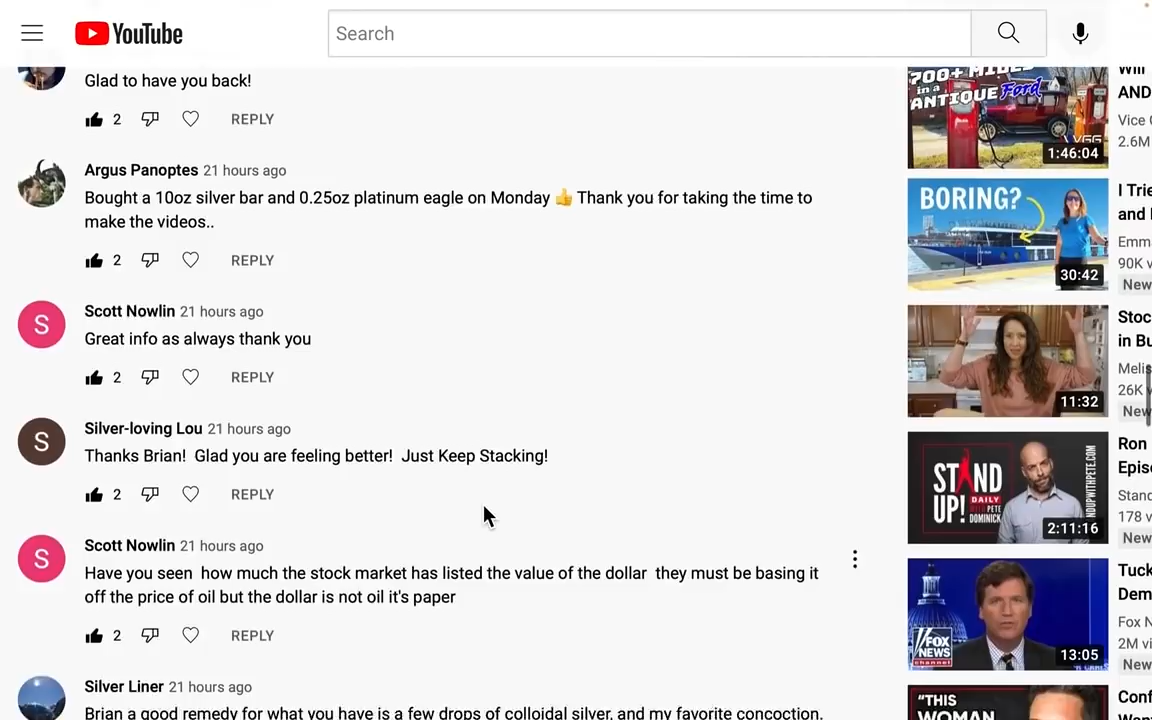 YouTube
Search
Glad to have you back!
2 REPLY
Argus Panoptes 21 hours ago
Bought a 10oz silver bar and 0.25oz platinum eagle on Monday 👍 Thank you for taking the time to
make the videos..
2 REPLY
Scott Nowlin 21 hours ago
Great info as always thank you
2 REPLY
Silver-loving Lou 21 hours ago
Thanks Brian!  Glad you are feeling better!  Just Keep Stacking!
2 REPLY
Scott Nowlin 21 hours ago
Have you seen  how much the stock market has listed the value of the dollar  they must be basing it
off the price of oil but the dollar is not oil it's paper
2 REPLY
Silver Liner 21 hours ago
Brian a good remedy for what you have is a few drops of colloidal silver, and my favorite concoction.
700+ MILES
in a
ANTIQUE Ford
VGG
1:46:04
Will
AND
Vice
2.6M
BORING?
30:42
I Trie
and
Emma
90K v
New
11:32
Stoc
in Bu
Melis
26K
New
STAND
UP! DAILY
WITH PETE
DOMINICK
STANDUPWITHPETE.COM
2:11:16
Ron
Epis
Stand
178 v
New
FOX
NEWS
channel
13:05
Tuck
Dem
Fox N
2M vi
New
"THIS
WOMAN
Conf